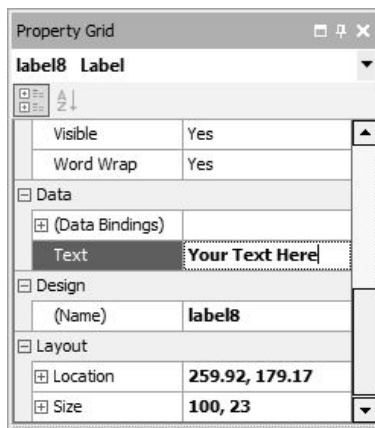 Property Grid
label8 Label
Visible Yes
Word Wrap Yes
Data
(Data Bindings)
Text Your Text Here
Design
(Name) label8
Layout
Location 259.92, 179.17
Size 100, 23